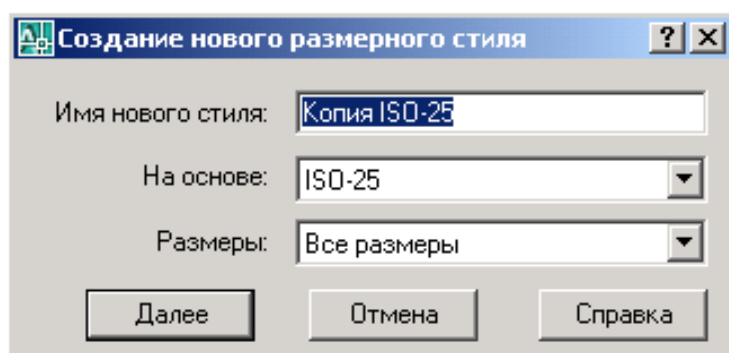 Создание нового размерного стиля
Имя нового стиля: Копия ISO-25
На основе: ISO-25
Размеры: Все размеры
Далее Отмена Справка